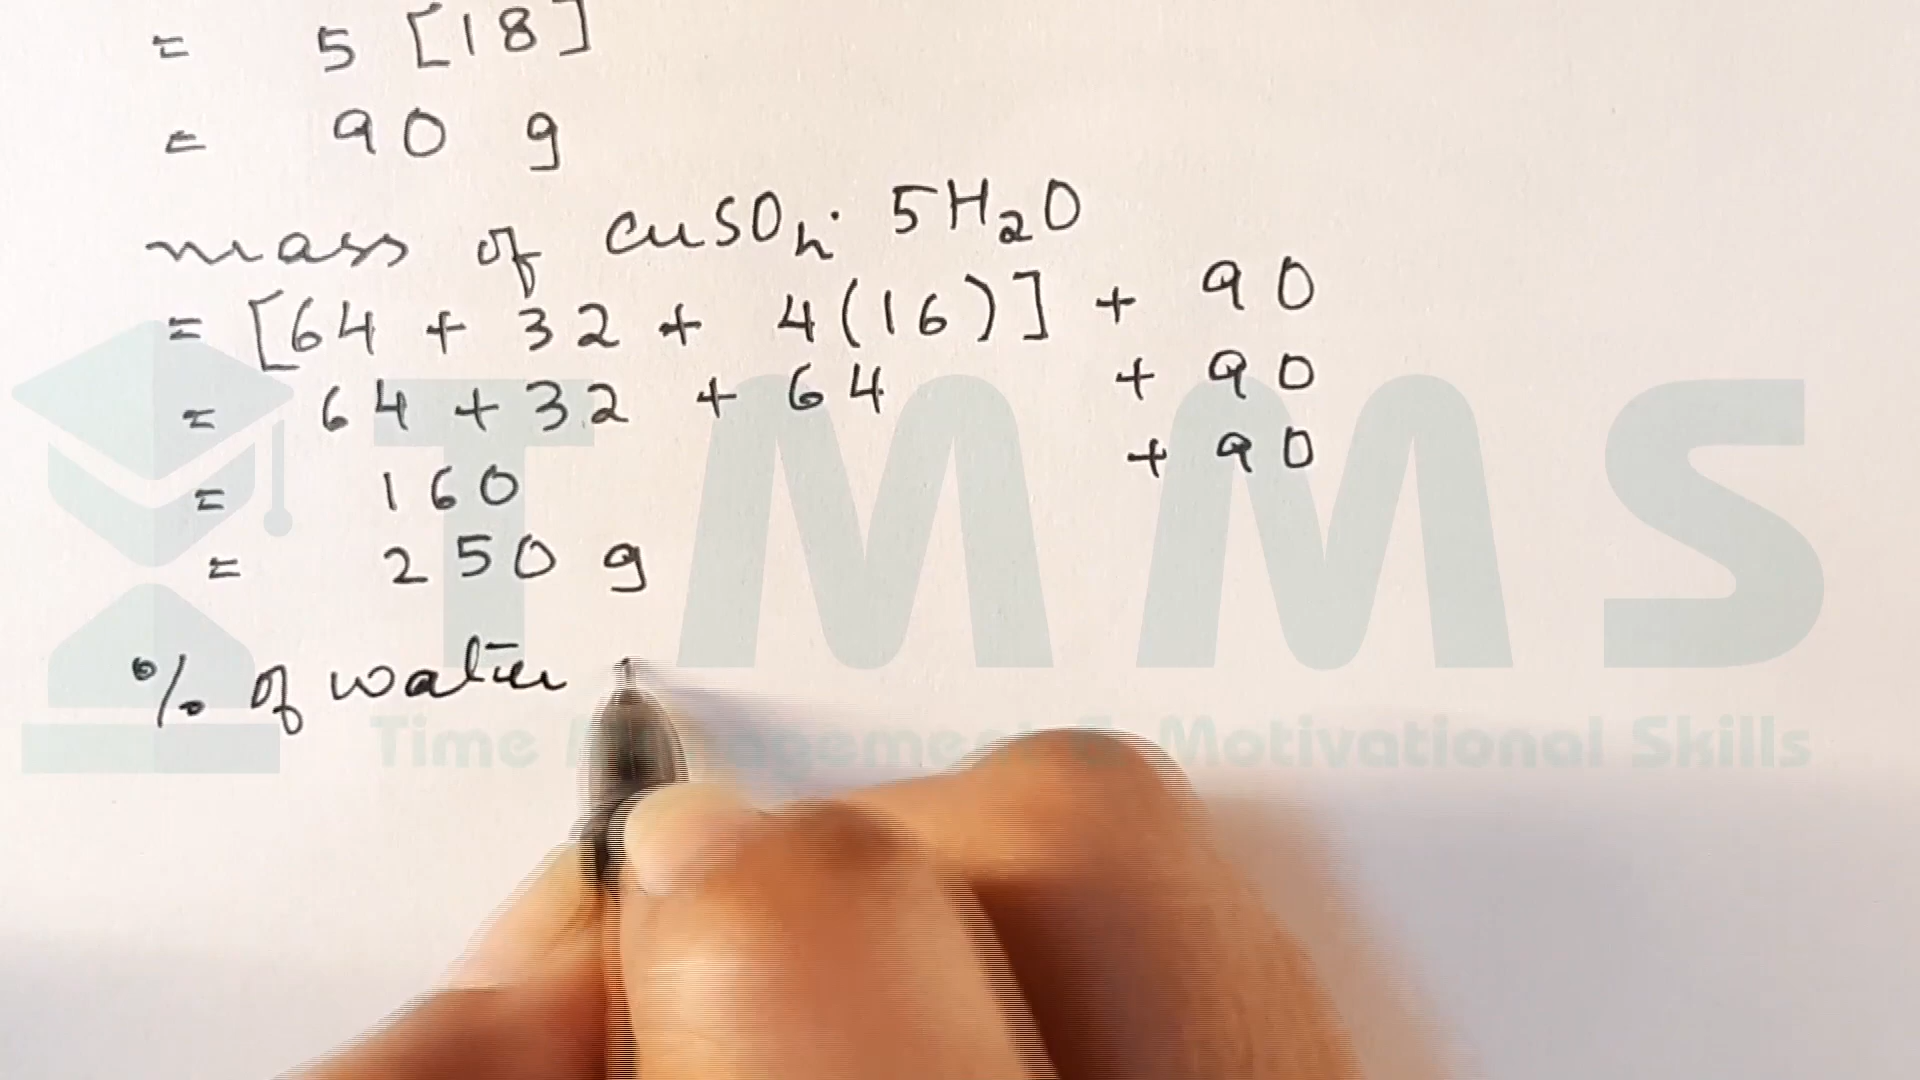 = 5 [18]
= 90 g
mass of CuSO4. 5H2O
= [64 + 32 + 4(16)] + 90
= 64 + 32 + 64 + 90
= 160 + 90
= 250 g
% of water
TMMS
Time Management & Motivational Skills